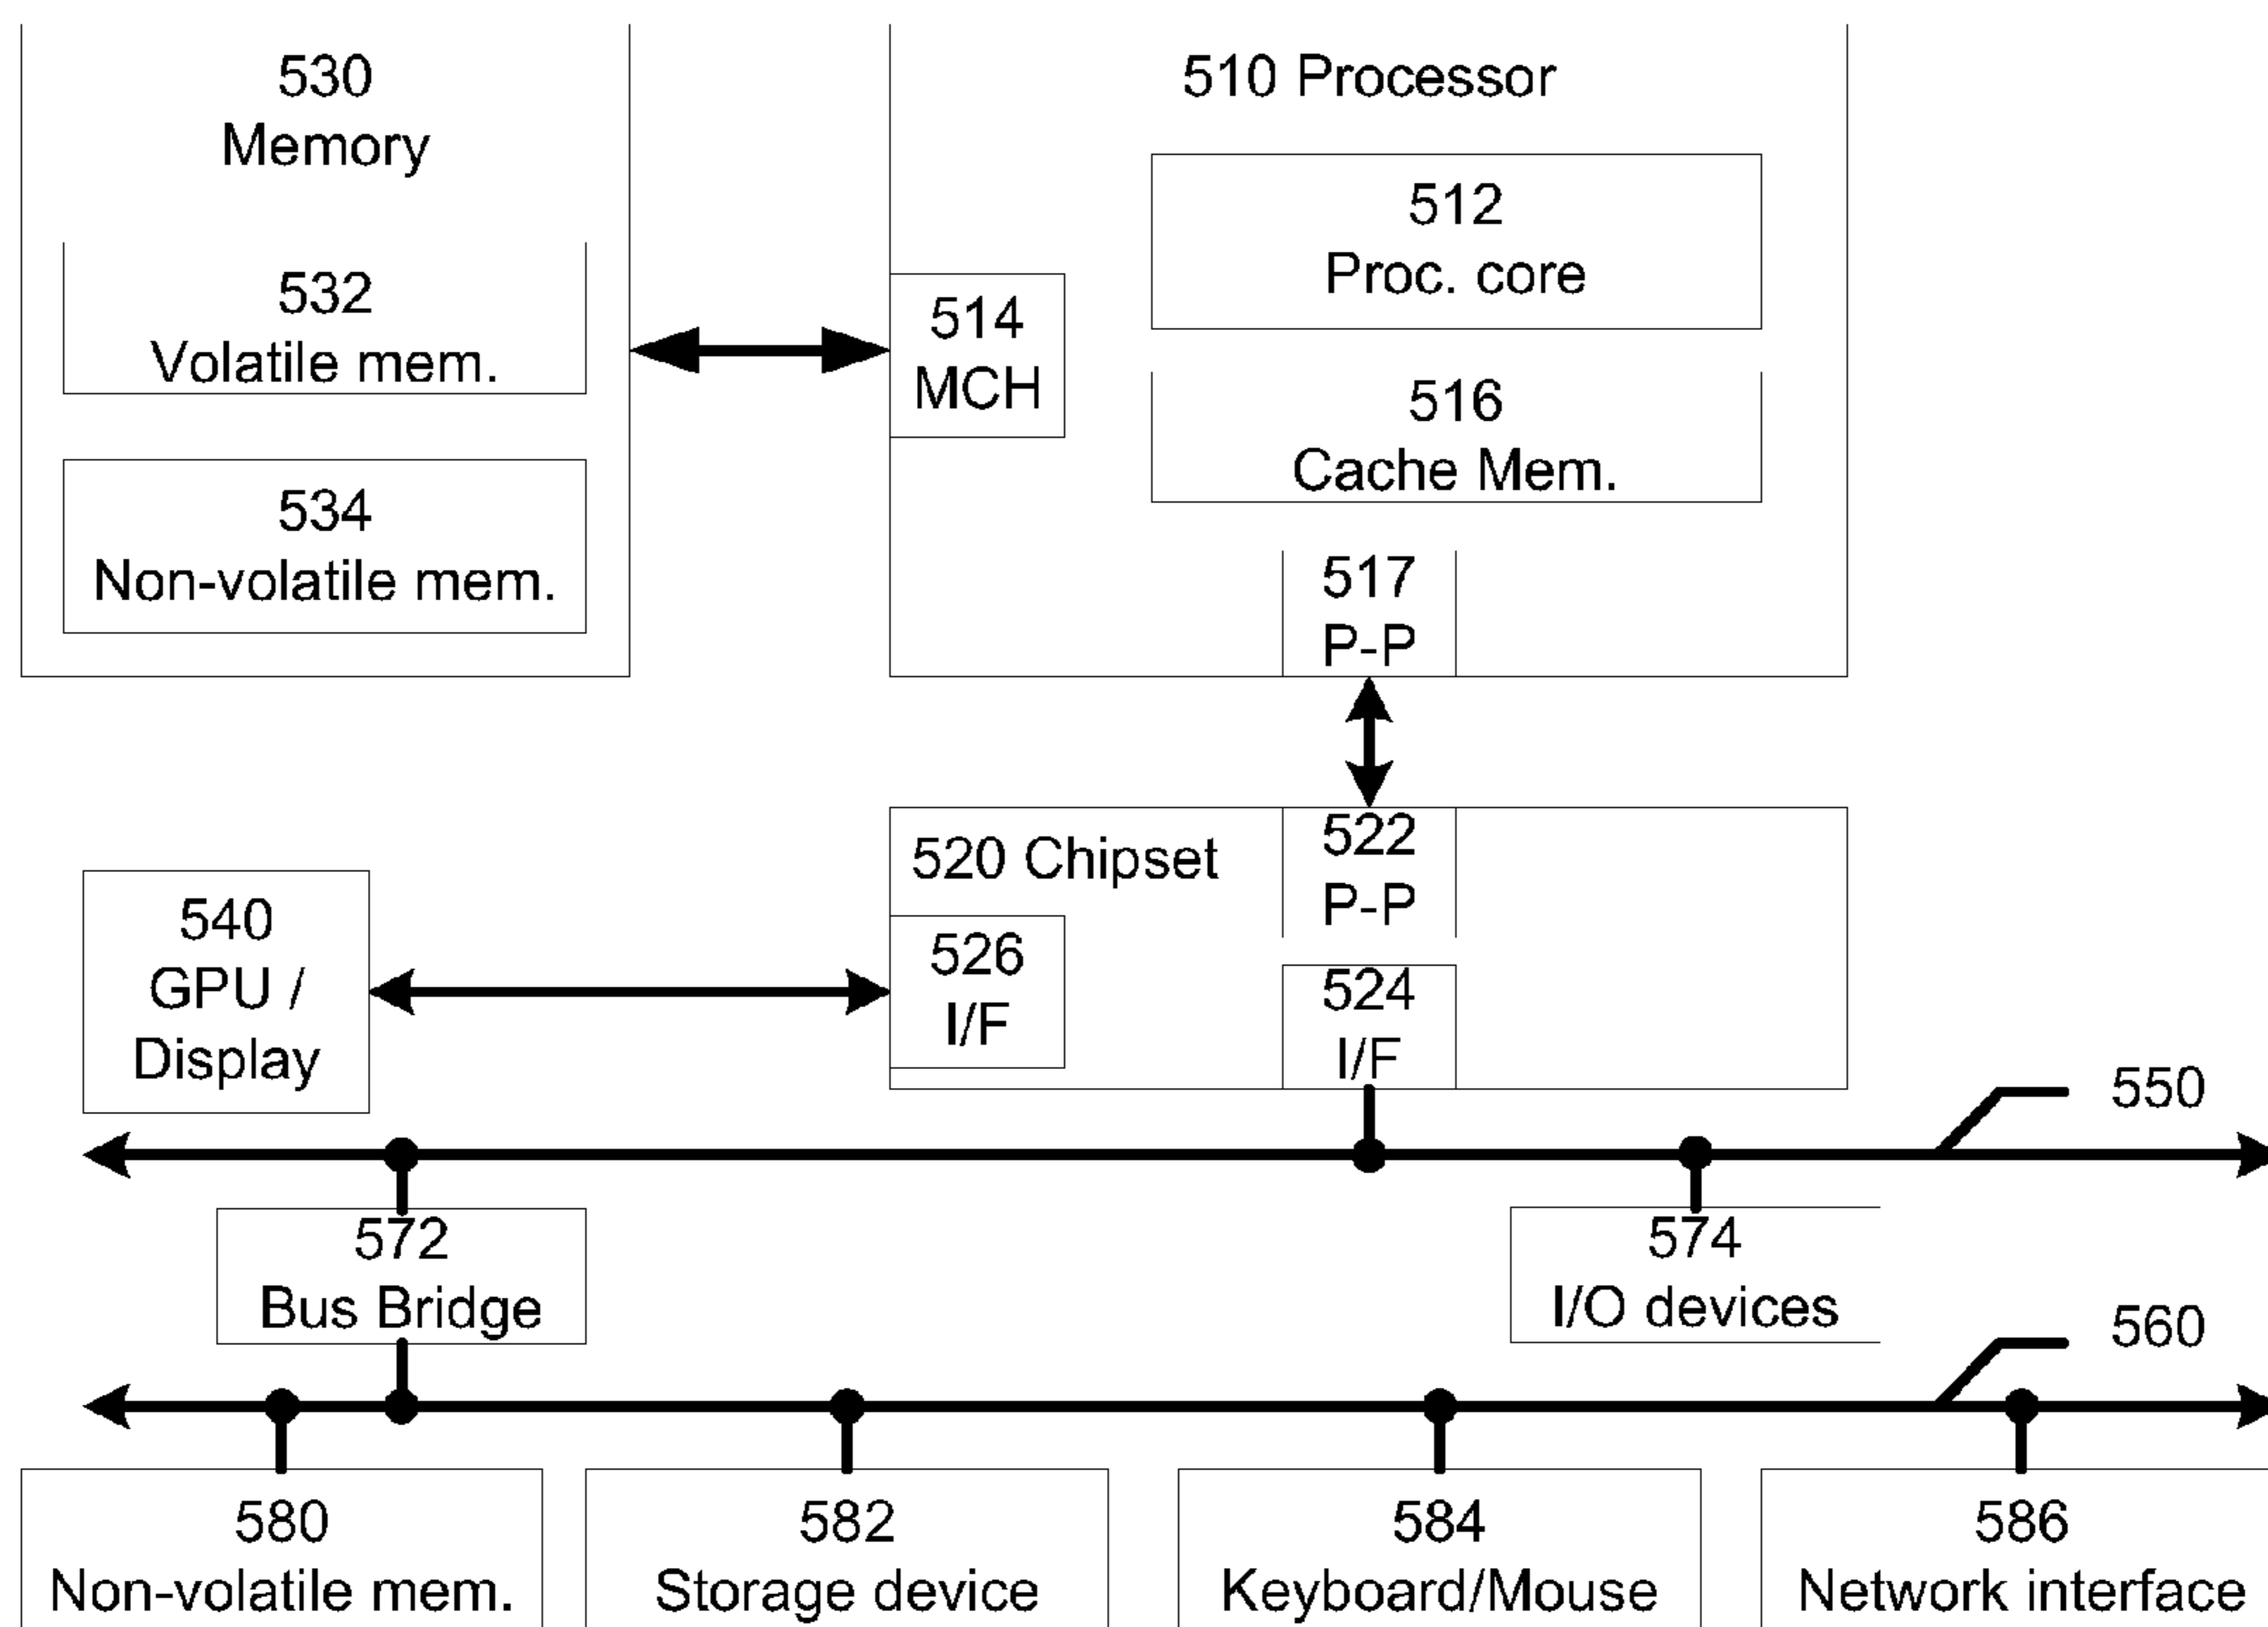 530
Memory
532
Volatile mem.
534
Non-volatile mem.
510 Processor
512
Proc. core
514
MCH
516
Cache Mem.
517
P-P
520 Chipset
522
P-P
526
I/F
524
I/F
540
GPU /
Display
550
572
Bus Bridge
574
I/O devices
560
580
Non-volatile mem.
582
Storage device
584
Keyboard/Mouse
586
Network interface